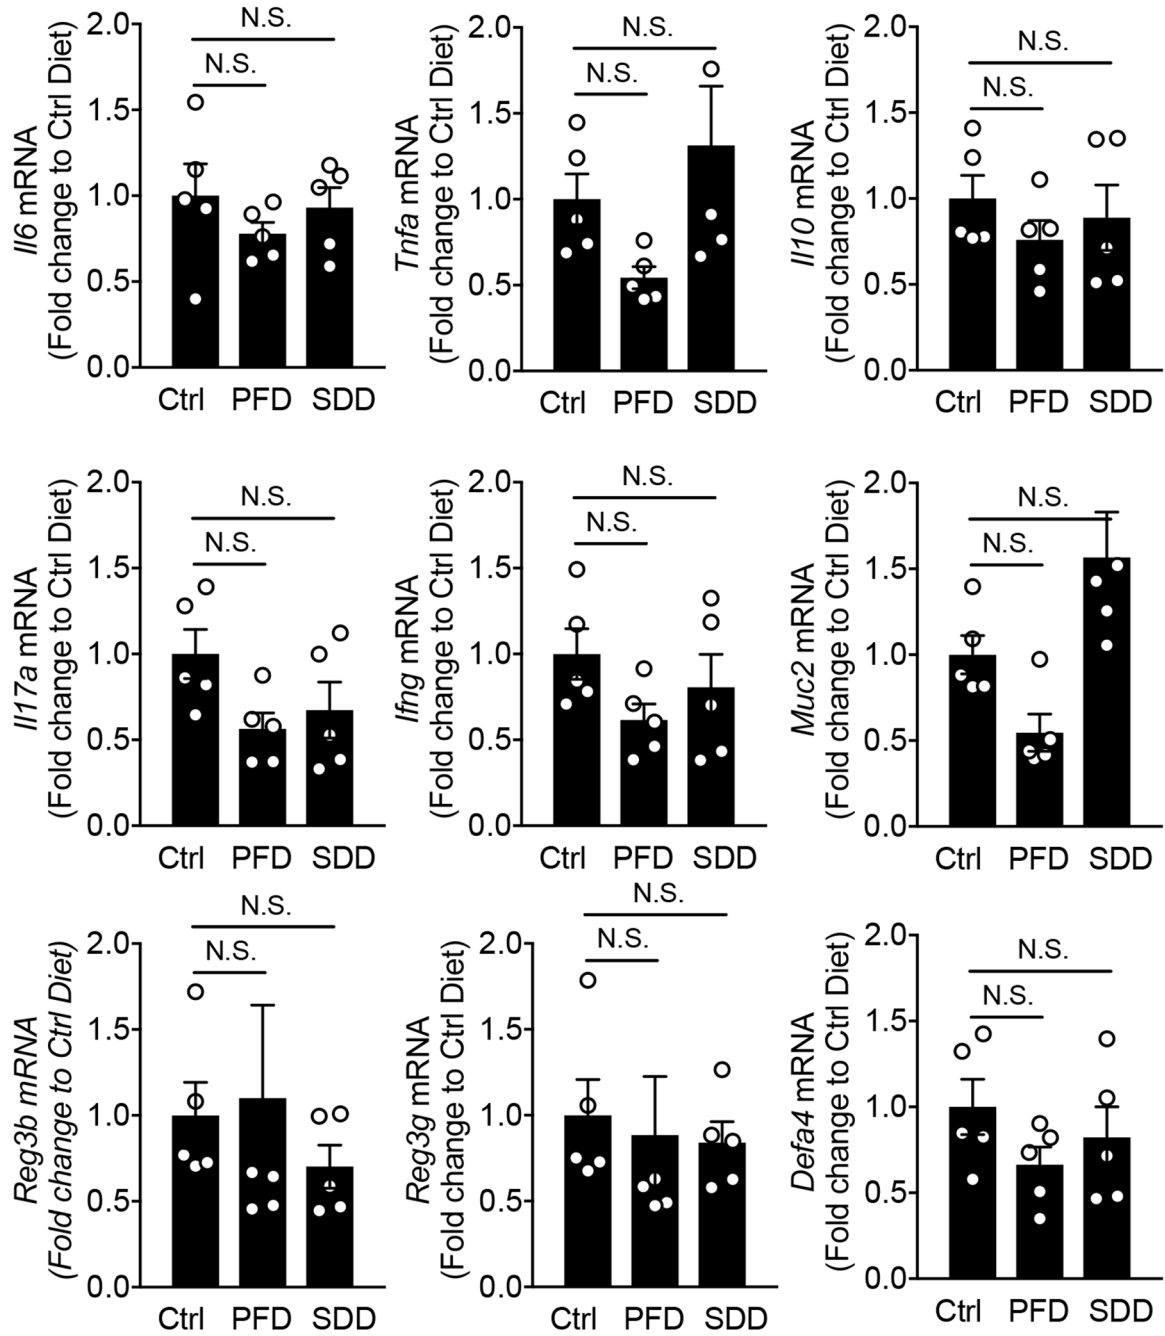 Il6 mRNA
(Fold change to Ctrl Diet)
2.0
1.5
1.0
0.5
0.0
N.S.
N.S.
Ctrl PFD SDD
Tnfa mRNA
(Fold change to Ctrl Diet)
2.0
1.5
1.0
0.5
0.0
N.S.
N.S.
Ctrl PFD SDD
Il10 mRNA
(Fold change to Ctrl Diet)
2.0
1.5
1.0
0.5
0.0
N.S.
N.S.
Ctrl PFD SDD
Il17a mRNA
(Fold change to Ctrl Diet)
2.0
1.5
1.0
0.5
0.0
N.S.
N.S.
Ctrl PFD SDD
Ifng mRNA
(Fold change to Ctrl Diet)
2.0
1.5
1.0
0.5
0.0
N.S.
N.S.
Ctrl PFD SDD
Muc2 mRNA
(Fold change to Ctrl Diet)
2.0
1.5
1.0
0.5
0.0
N.S.
N.S.
Ctrl PFD SDD
Reg3b mRNA
(Fold change to Ctrl Diet)
2.0
1.5
1.0
0.5
0.0
N.S.
N.S.
Ctrl PFD SDD
Reg3g mRNA
(Fold change to Ctrl Diet)
2.0
1.5
1.0
0.5
0.0
N.S.
N.S.
Ctrl PFD SDD
Defa4 mRNA
(Fold change to Ctrl Diet)
2.0
1.5
1.0
0.5
0.0
N.S.
N.S.
Ctrl PFD SDD